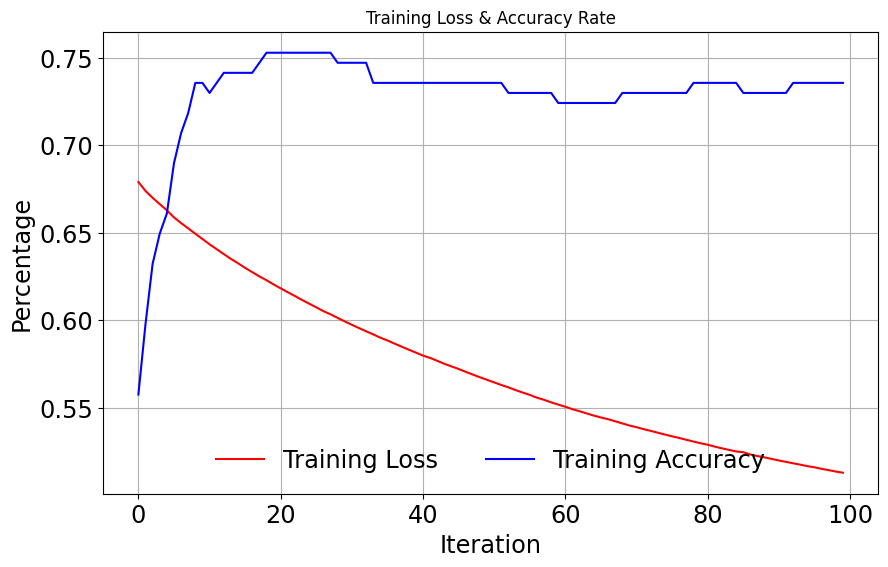 Training Loss & Accuracy Rate
0.75
0.70
0.65
0.60
0.55
Percentage
Training Loss Training Accuracy
0 20 40 60 80 100
Iteration